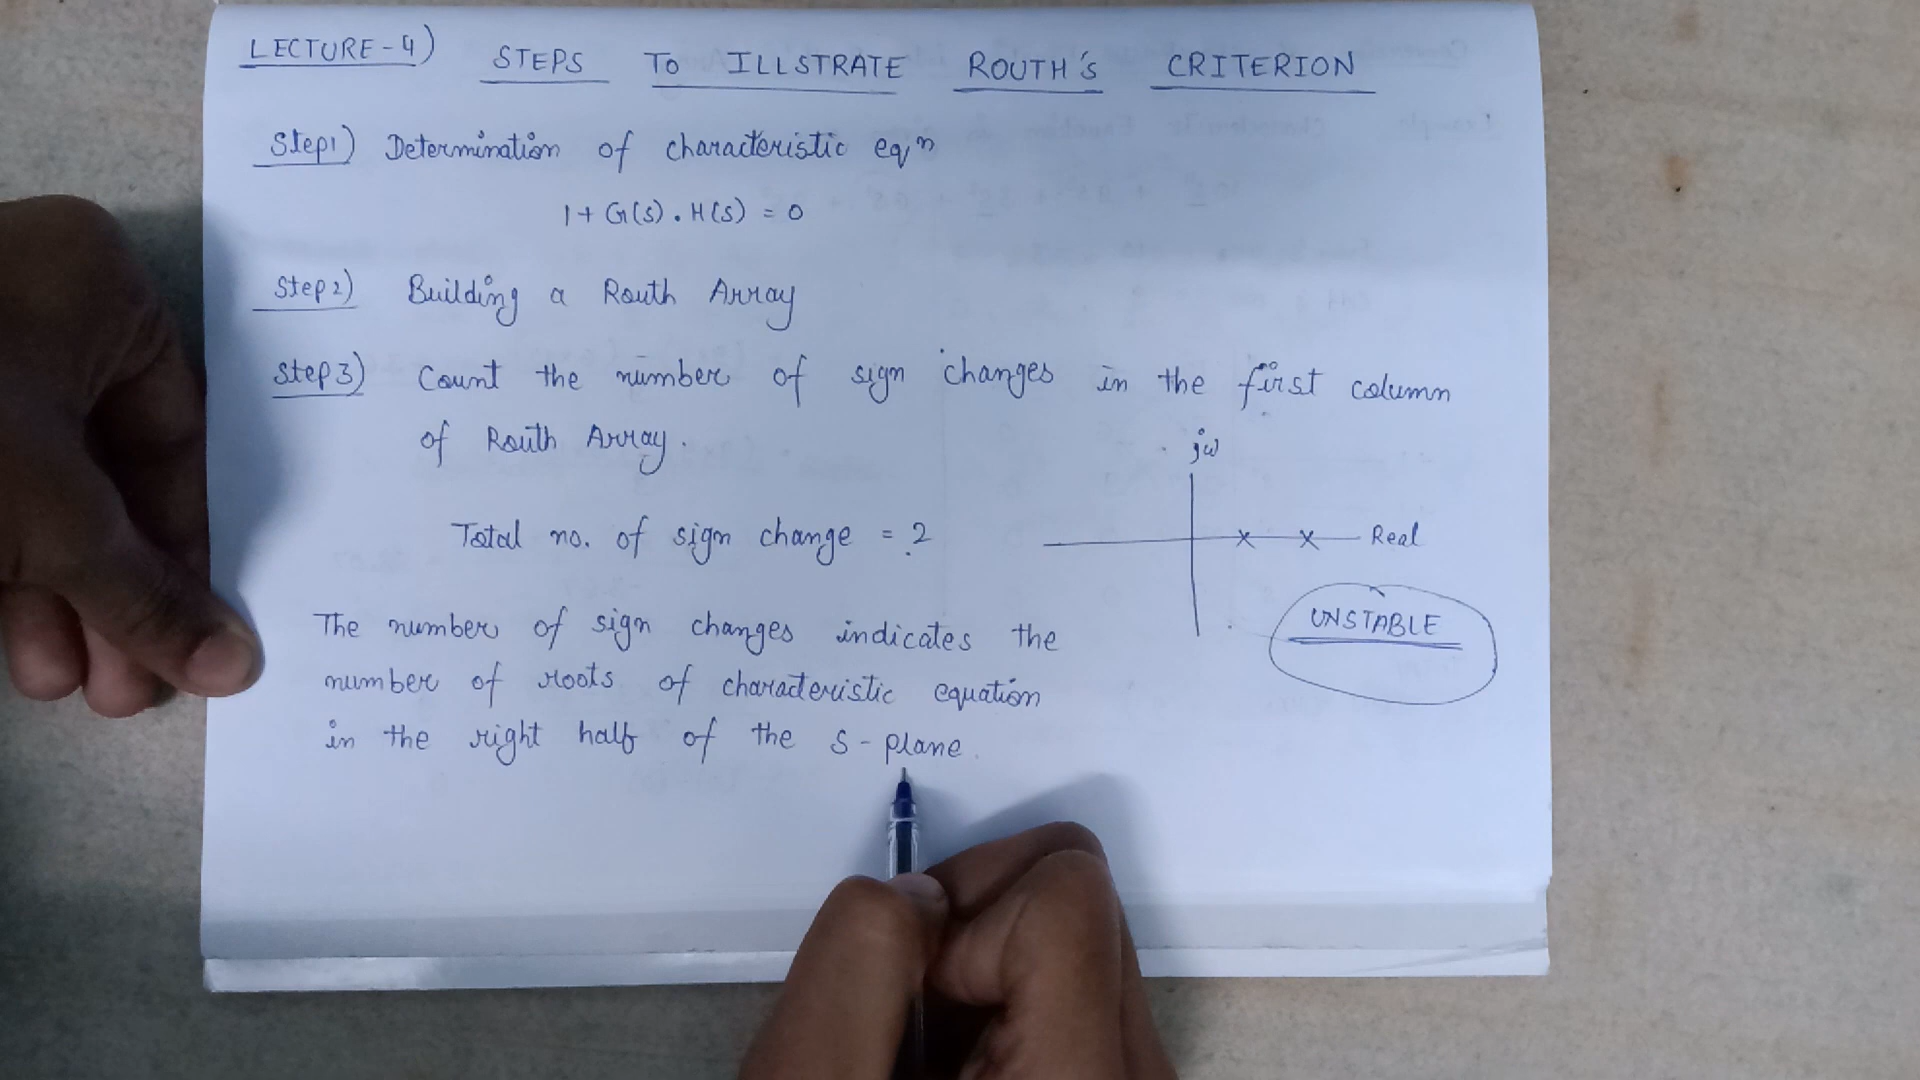 LECTURE-4) STEPS TO ILLSTRATE ROUTH'S CRITERION
Step1) Determination of characteristic eqn
1+ G(s).H(s) = 0
Step2) Building a Routh Array
Step3) Count the number of sign changes in the first column
of Routh Array.
jω
Total no. of sign change = 2
Real
UNSTABLE
The number of sign changes indicates the
number of roots of characteristic equation
in the right half of the s-plane.